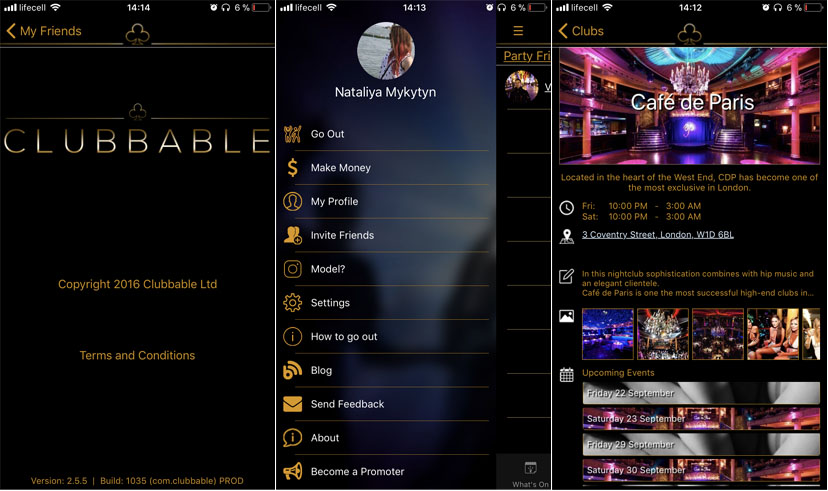 lifecell 14:14 6 %
My Friends
CLUBBABLE
Copyright 2016 Clubbable Ltd
Terms and Conditions
Version: 2.5.5 | Build: 1035 (com.clubbable) PROD
lifecell 14:13 6 %
Nataliya Mykytyn
Go Out
Make Money
My Profile
Invite Friends
Model?
Settings
How to go out
Blog
Send Feedback
About
Become a Promoter
Party Fri
What's On
lifecell 14:12 6 %
Clubs
Café de Paris
Located in the heart of the West End, CDP has become one of
the most exclusive in London.
Fri: 10:00 PM - 3:00 AM
Sat: 10:00 PM - 3:00 AM
3 Coventry Street, London, W1D 6BL
In this nightclub sophistication combines with hip music and
an elegant clientele.
Café de Paris is one the most successful high-end clubs in...
Upcoming Events
Friday 22 September
Saturday 23 September
Friday 29 September
Saturday 30 September